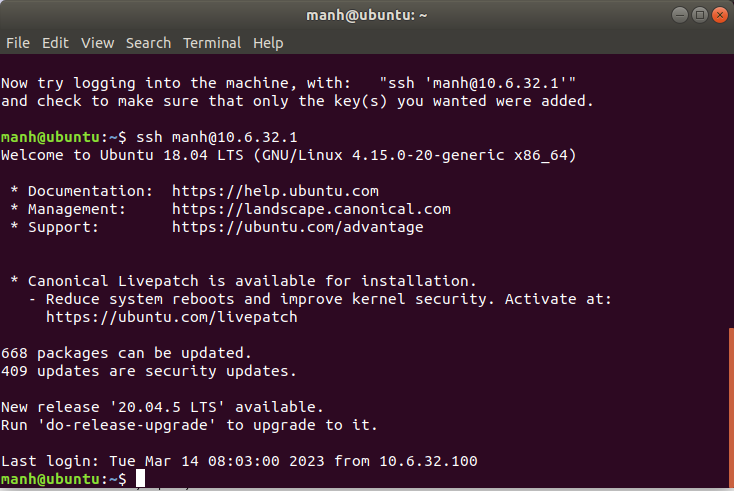 manh@ubuntu: ~
File Edit View Search Terminal Help
Now try logging into the machine, with:   "ssh 'manh@10.6.32.1'"
and check to make sure that only the key(s) you wanted were added.
manh@ubuntu:~$ ssh manh@10.6.32.1
Welcome to Ubuntu 18.04 LTS (GNU/Linux 4.15.0-20-generic x86_64)
 * Documentation:  https://help.ubuntu.com
 * Management:     https://landscape.canonical.com
 * Support:        https://ubuntu.com/advantage
 * Canonical Livepatch is available for installation.
   - Reduce system reboots and improve kernel security. Activate at:
     https://ubuntu.com/livepatch
668 packages can be updated.
409 updates are security updates.
New release '20.04.5 LTS' available.
Run 'do-release-upgrade' to upgrade to it.
Last login: Tue Mar 14 08:03:00 2023 from 10.6.32.100
manh@ubuntu:~$